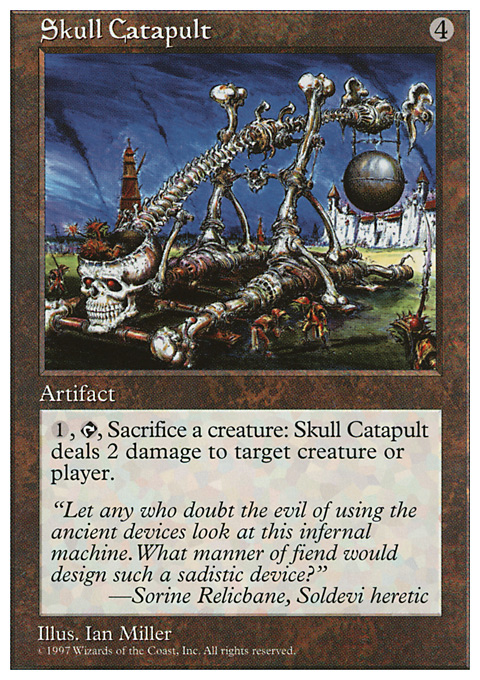 Skull Catapult 4
Artifact
1, , Sacrifice a creature: Skull Catapult
deals 2 damage to target creature or
player.
“Let any who doubt the evil of using the
ancient devices look at this infernal
machine. What manner of fiend would
design such a sadistic device?”
—Sorine Relicbane, Soldevi heretic
Illus. Ian Miller
©1997 Wizards of the Coast, Inc. All rights reserved.